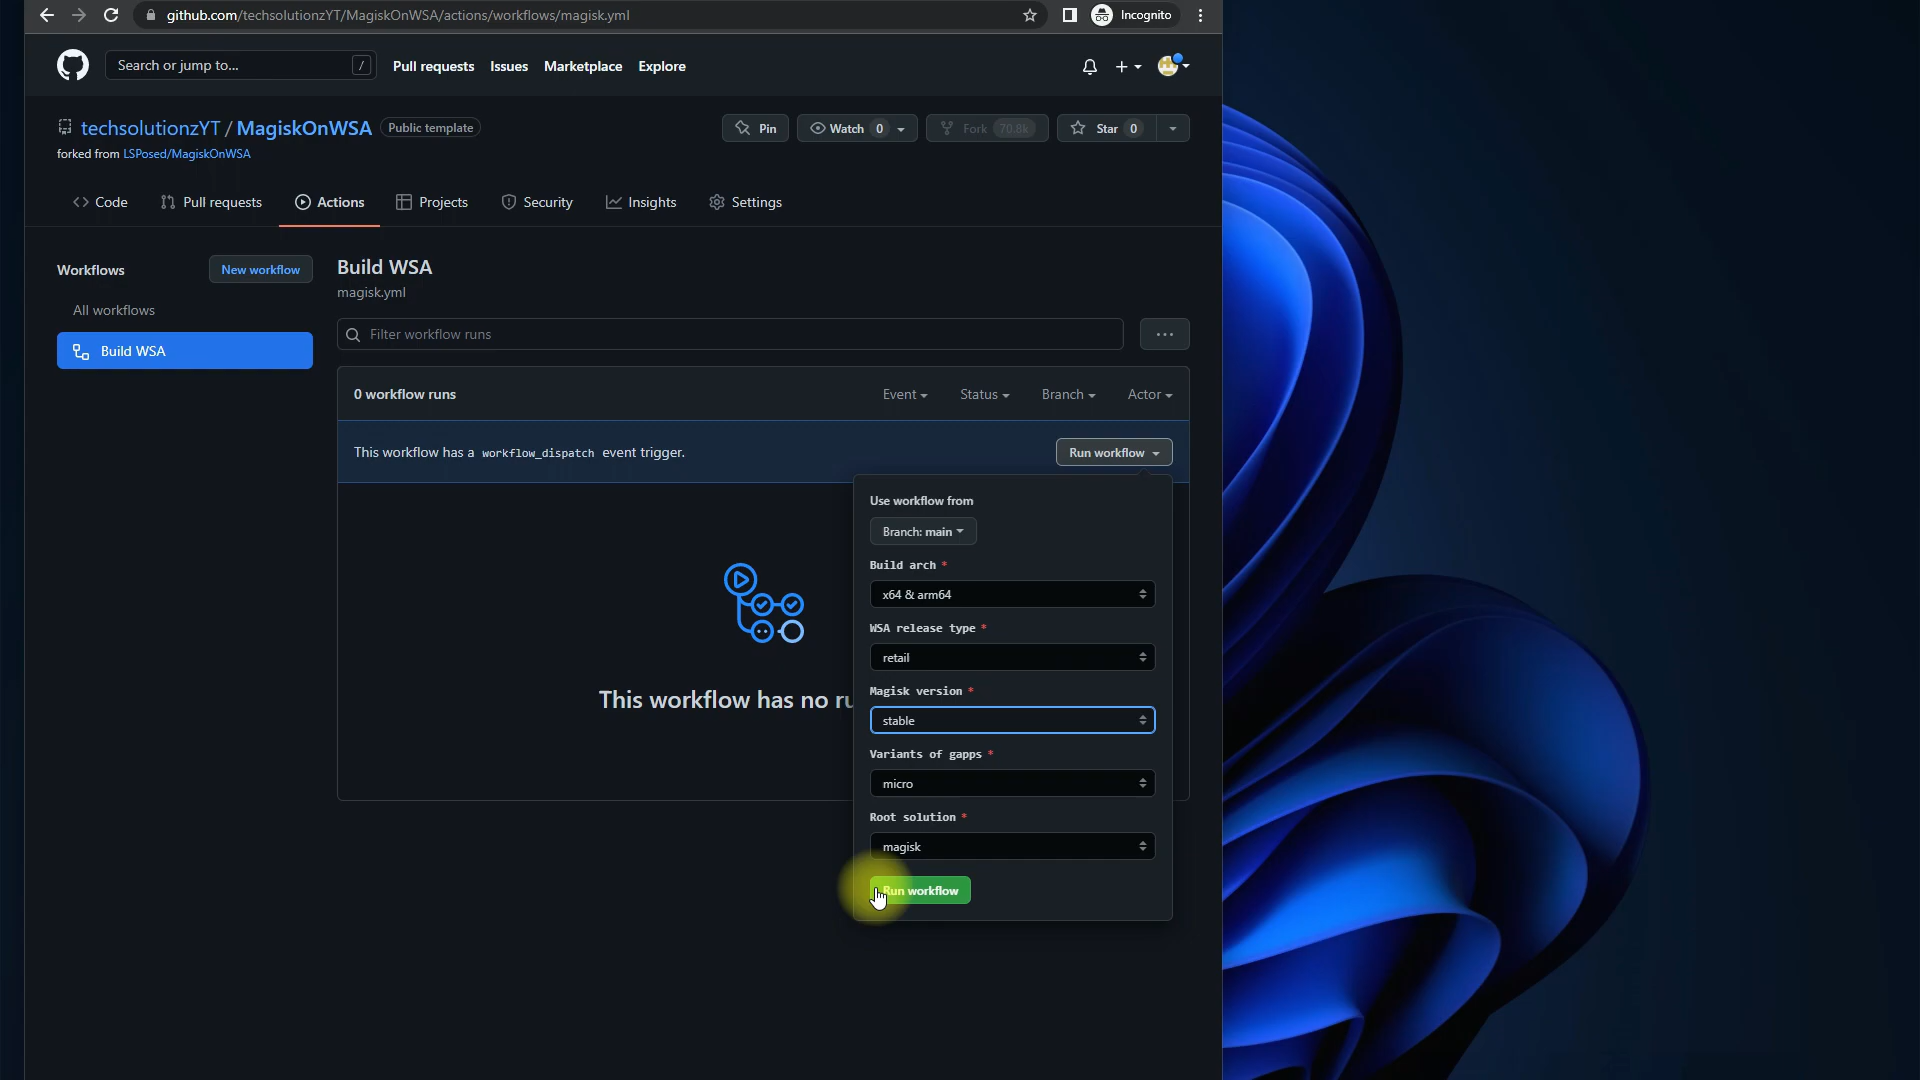 github.com/techsolutionzYT/MagiskOnWSA/actions/workflows/magisk.yml
Incognito
Search or jump to...
/
Pull requests
Issues
Marketplace
Explore
techsolutionzYT / MagiskOnWSA
Public template
Pin
Watch 0
Fork 70.8k
Star 0
forked from LSPosed/MagiskOnWSA
Code
Pull requests
Actions
Projects
Security
Insights
Settings
Workflows
New workflow
All workflows
Build WSA
Build WSA
magisk.yml
Filter workflow runs
0 workflow runs
Event
Status
Branch
Actor
This workflow has a workflow_dispatch event trigger.
Run workflow
This workflow has no
Use workflow from
Branch: main
Build arch *
x64 & arm64
WSA release type *
retail
Magisk version *
stable
Variants of gapps *
micro
Root solution *
magisk
Run workflow